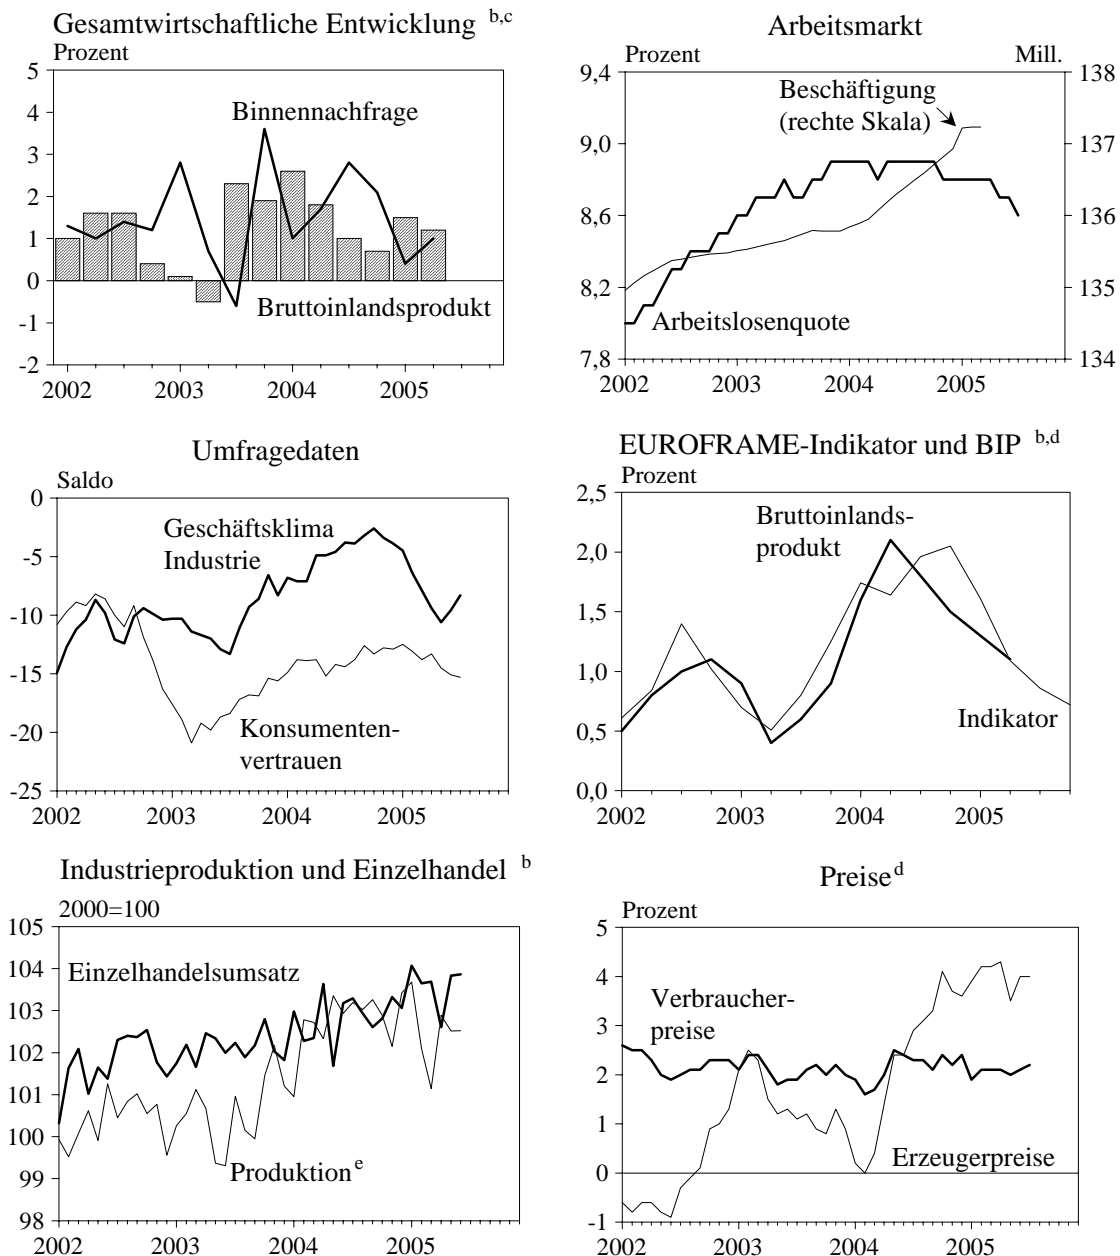 Gesamtwirtschaftliche Entwicklung b,c
Prozent
5
4
3
2
1
0
-1
-2
Binnennachfrage
Bruttoinlandsprodukt
2002 2003 2004 2005
Arbeitsmarkt
Prozent Mill.
9,4 138
9,0 137
8,6 136
8,2 135
7,8 134
Beschäftigung
(rechte Skala)
Arbeitslosenquote
2002 2003 2004 2005
Umfragedaten
Saldo
0
-5
-10
-15
-20
-25
Geschäftsklima
Industrie
Konsumenten-
vertrauen
2002 2003 2004 2005
EUROFRAME-Indikator und BIP b,d
Prozent
2,5
2,0
1,5
1,0
0,5
0,0
Bruttoinlands-
produkt
Indikator
2002 2003 2004 2005
Industrieproduktion und Einzelhandel b
2000=100
105
104
103
102
101
100
99
98
Einzelhandelsumsatz
Produktion e
2002 2003 2004 2005
Preise d
Prozent
5
4
3
2
1
0
-1
Verbraucher-
preise
Erzeugerpreise
2002 2003 2004 2005